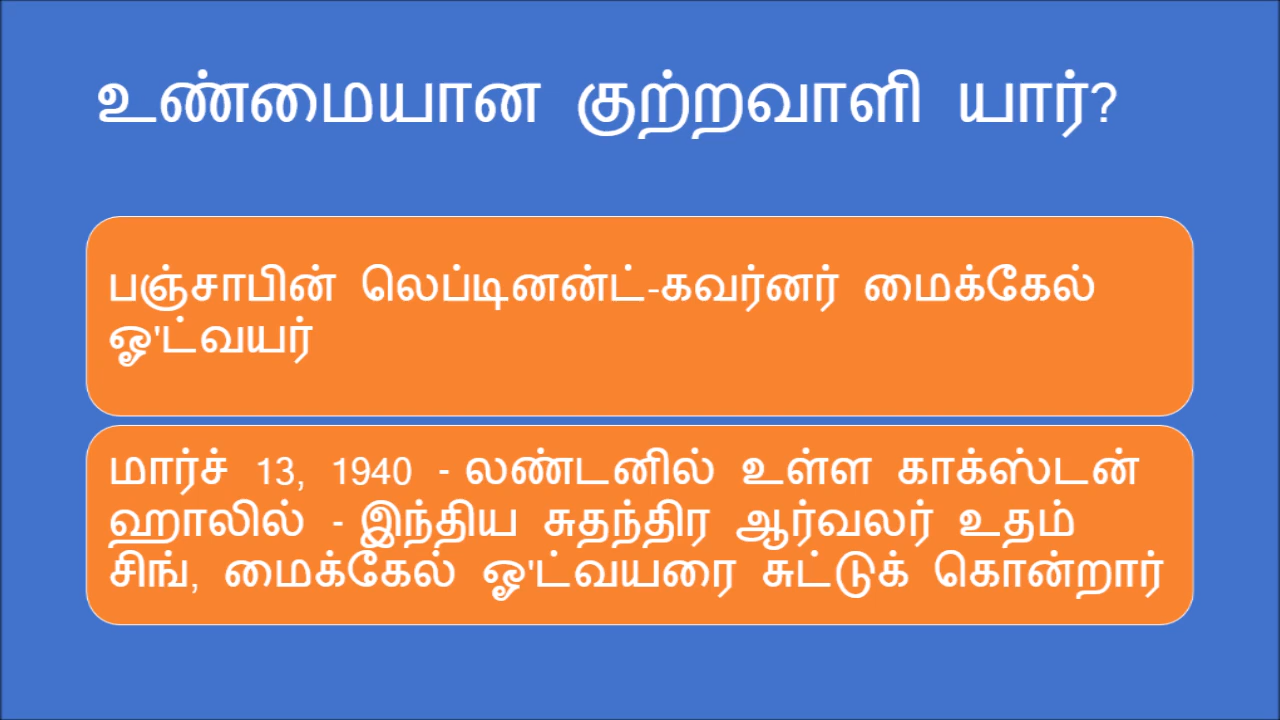 உண்மையான குற்றவாளி யார்?
பஞ்சாபின் லெப்டினன்ட்-கவர்னர் மைக்கேல்
ஓ'ட்வயர்
மார்ச் 13, 1940 - லண்டனில் உள்ள காக்ஸ்டன்
ஹாலில் - இந்திய சுதந்திர ஆர்வலர் உதம்
சிங், மைக்கேல் ஓ'ட்வயரை சுட்டுக் கொன்றார்